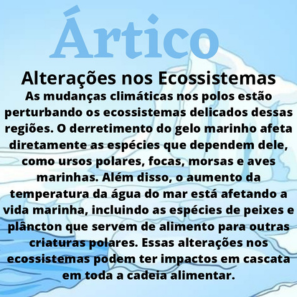 Ártico
Alterações nos Ecossistemas
As mudanças climáticas nos polos estão
perturbando os ecossistemas delicados dessas
regiões. O derretimento do gelo marinho afeta
diretamente as espécies que dependem dele,
como ursos polares, focas, morsas e aves
marinhas. Além disso, o aumento da
temperatura da água do mar está afetando a
vida marinha, incluindo as espécies de peixes e
plâncton que servem de alimento para outras
criaturas polares. Essas alterações nos
ecossistemas podem ter impactos em cascata
em toda a cadeia alimentar.